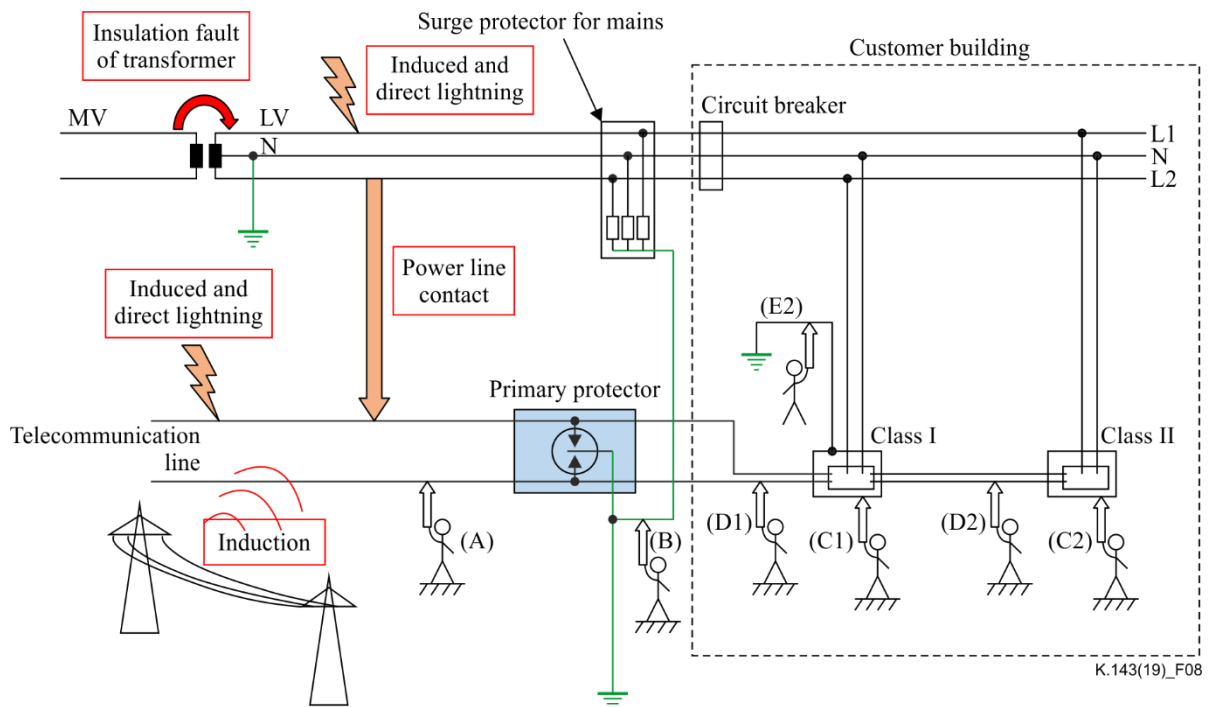 Surge protector for mains
Insulation fault
of transformer
Induced and
direct lightning
Customer building
Circuit breaker
MV
LV
N
L1
N
L2
Induced and
direct lightning
Power line
contact
(E2)
Primary protector
Telecommunication
line
Class I
Class II
Induction
(A)
(B)
(D1)
(C1)
(D2)
(C2)
K.143(19)_F08